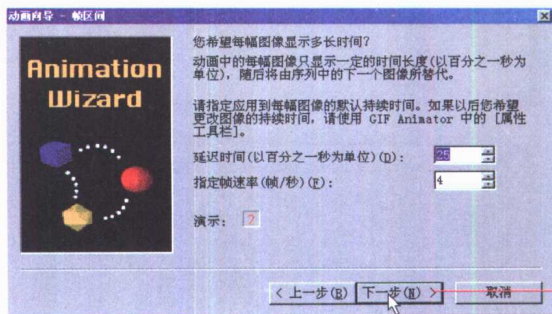 动画向导 - 帧区间
Animation
Wizard
您希望每幅图像显示多长时间?
动画中的每幅图像只显示一定的时间长度(以百分之一秒为
单位), 随后将由序列中的下一个图像所替代。
请指定应用到每幅图像的默认持续时间。如果以后您希望
更改图像的持续时间, 请使用 GIF Animator 中的 [属性
工具栏]。
延迟时间(以百分之一秒为单位)(D): 25
指定帧速率(帧/秒)(F): 4
演示: 2
< 上一步(B) 下一步(N) > 取消